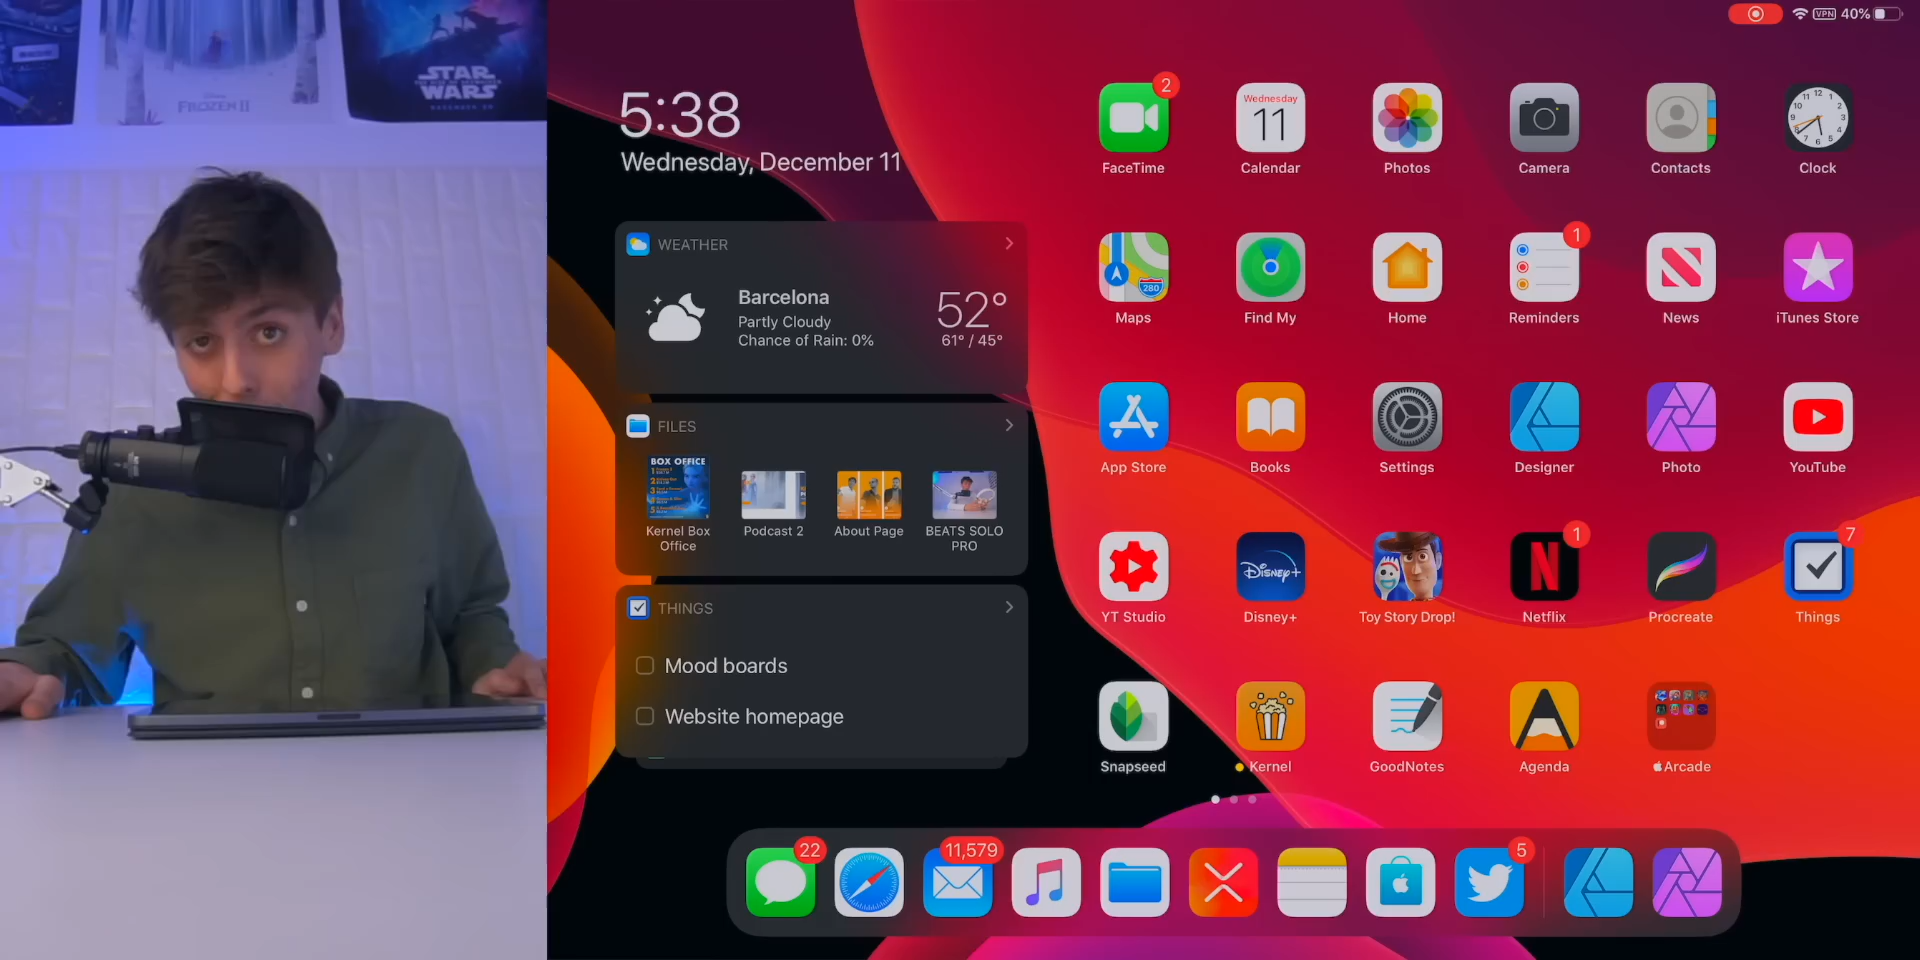 FROZEN II
STAR
WARS
VPN 40%
5:38
Wednesday, December 11
WEATHER
Barcelona
Partly Cloudy
Chance of Rain: 0%
52°
61° / 45°
FILES
BOX OFFICE
Kernel Box
Office
Podcast 2
About Page
BEATS SOLO
PRO
THINGS
Mood boards
Website homepage
2
Wednesday
11
FaceTime
Calendar
Photos
Camera
Contacts
Clock
280
1
Maps
Find My
Home
Reminders
News
iTunes Store
App Store
Books
Settings
Designer
Photo
YouTube
Disney+
N
1
7
YT Studio
Disney+
Toy Story Drop!
Netflix
Procreate
Things
Snapseed
Kernel
GoodNotes
Agenda
Arcade
22
11,579
5